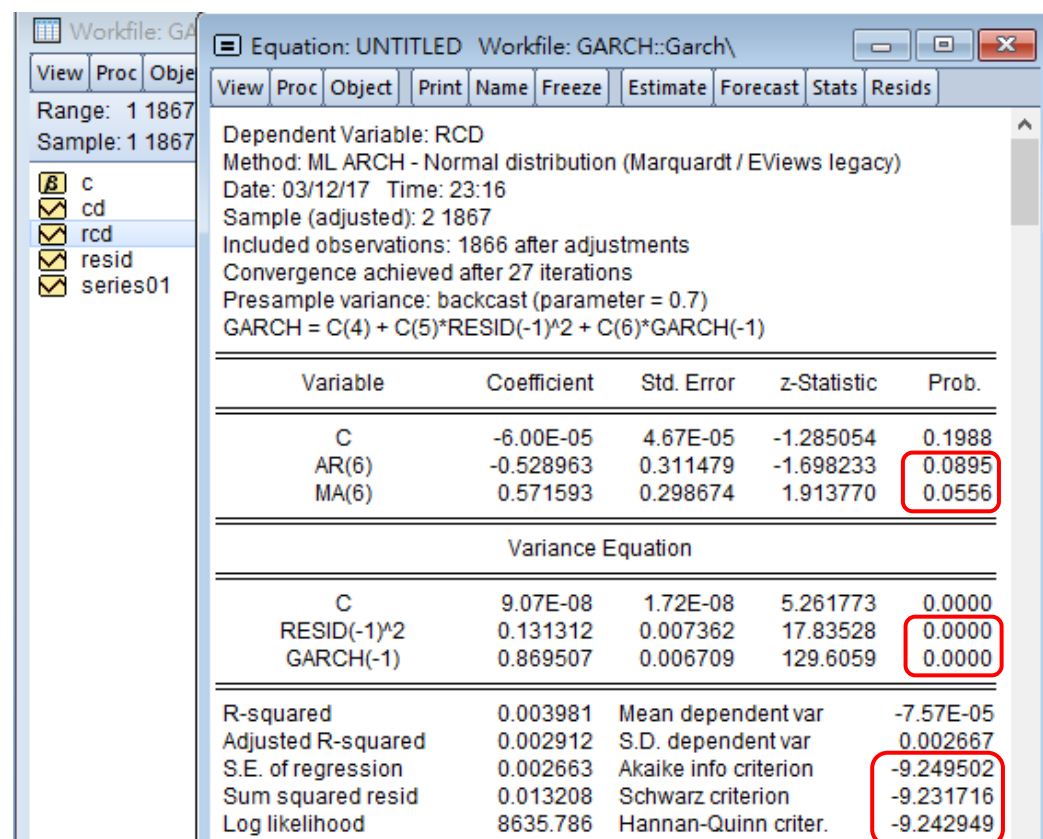 Workfile: GA
View Proc Obje
Range: 1 1867
Sample: 1 1867
β c
cd
rcd
resid
series01
Equation: UNTITLED Workfile: GARCH::Garch\
View Proc Object Print Name Freeze Estimate Forecast Stats Resids
Dependent Variable: RCD
Method: ML ARCH - Normal distribution (Marquardt / EViews legacy)
Date: 03/12/17 Time: 23:16
Sample (adjusted): 2 1867
Included observations: 1866 after adjustments
Convergence achieved after 27 iterations
Presample variance: backcast (parameter = 0.7)
GARCH = C(4) + C(5)*RESID(-1)^2 + C(6)*GARCH(-1)
Variable Coefficient Std. Error z-Statistic Prob.
C -6.00E-05 4.67E-05 -1.285054 0.1988
AR(6) -0.528963 0.311479 -1.698233 0.0895
MA(6) 0.571593 0.298674 1.913770 0.0556
Variance Equation
C 9.07E-08 1.72E-08 5.261773 0.0000
RESID(-1)^2 0.131312 0.007362 17.83528 0.0000
GARCH(-1) 0.869507 0.006709 129.6059 0.0000
R-squared 0.003981 Mean dependent var -7.57E-05
Adjusted R-squared 0.002912 S.D. dependent var 0.002667
S.E. of regression 0.002663 Akaike info criterion -9.249502
Sum squared resid 0.013208 Schwarz criterion -9.231716
Log likelihood 8635.786 Hannan-Quinn criter. -9.242949